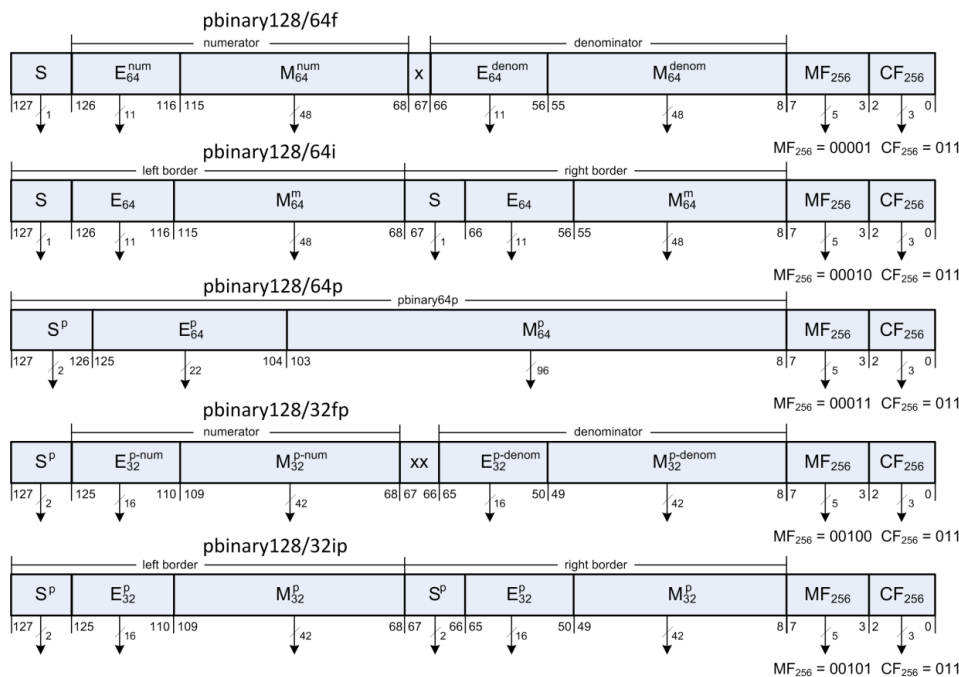 pbinary128/64f
numerator denominator
S E₆₄ⁿᵘᵐ M₆₄ⁿᵘᵐ x E₆₄ᵈᵉⁿᵒᵐ M₆₄ᵈᵉⁿᵒᵐ MF₂₅₆ CF₂₅₆
127 126 116 115 68 67 66 56 55 8 7 3 2 0
1 11 48 11 48 5 3
MF₂₅₆ = 00001 CF₂₅₆ = 011
pbinary128/64i
left border right border
S E₆₄ M₆₄ᵐ S E₆₄ M₆₄ᵐ MF₂₅₆ CF₂₅₆
127 126 116 115 68 67 66 56 55 8 7 3 2 0
1 11 48 1 11 48 5 3
MF₂₅₆ = 00010 CF₂₅₆ = 011
pbinary128/64p
pbinary64p
Sᵖ E₆₄ᵖ M₆₄ᵖ MF₂₅₆ CF₂₅₆
127 126 125 104 103 8 7 3 2 0
2 22 96 5 3
MF₂₅₆ = 00011 CF₂₅₆ = 011
pbinary128/32fp
numerator denominator
Sᵖ E₃₂ᵖ⁻ⁿᵘᵐ M₃₂ᵖ⁻ⁿᵘᵐ xx E₃₂ᵖ⁻ᵈᵉⁿᵒᵐ M₃₂ᵖ⁻ᵈᵉⁿᵒᵐ MF₂₅₆ CF₂₅₆
127 125 110 109 68 67 66 65 50 49 8 7 3 2 0
2 16 42 16 42 5 3
MF₂₅₆ = 00100 CF₂₅₆ = 011
pbinary128/32ip
left border right border
Sᵖ E₃₂ᵖ M₃₂ᵖ Sᵖ E₃₂ᵖ M₃₂ᵖ MF₂₅₆ CF₂₅₆
127 125 110 109 68 67 66 65 50 49 8 7 3 2 0
2 16 42 2 16 42 5 3
MF₂₅₆ = 00101 CF₂₅₆ = 011